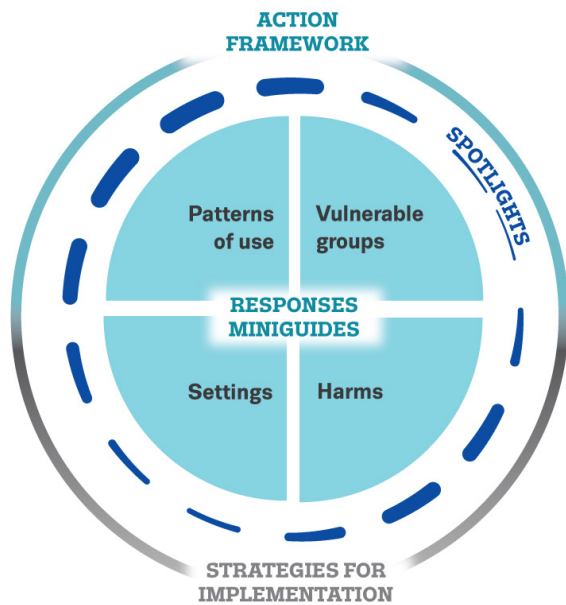 ACTION
FRAMEWORK
SPOTLIGHTS
Patterns
of use
Vulnerable
groups
RESPONSES
MINIGUIDES
Settings
Harms
STRATEGIES FOR
IMPLEMENTATION